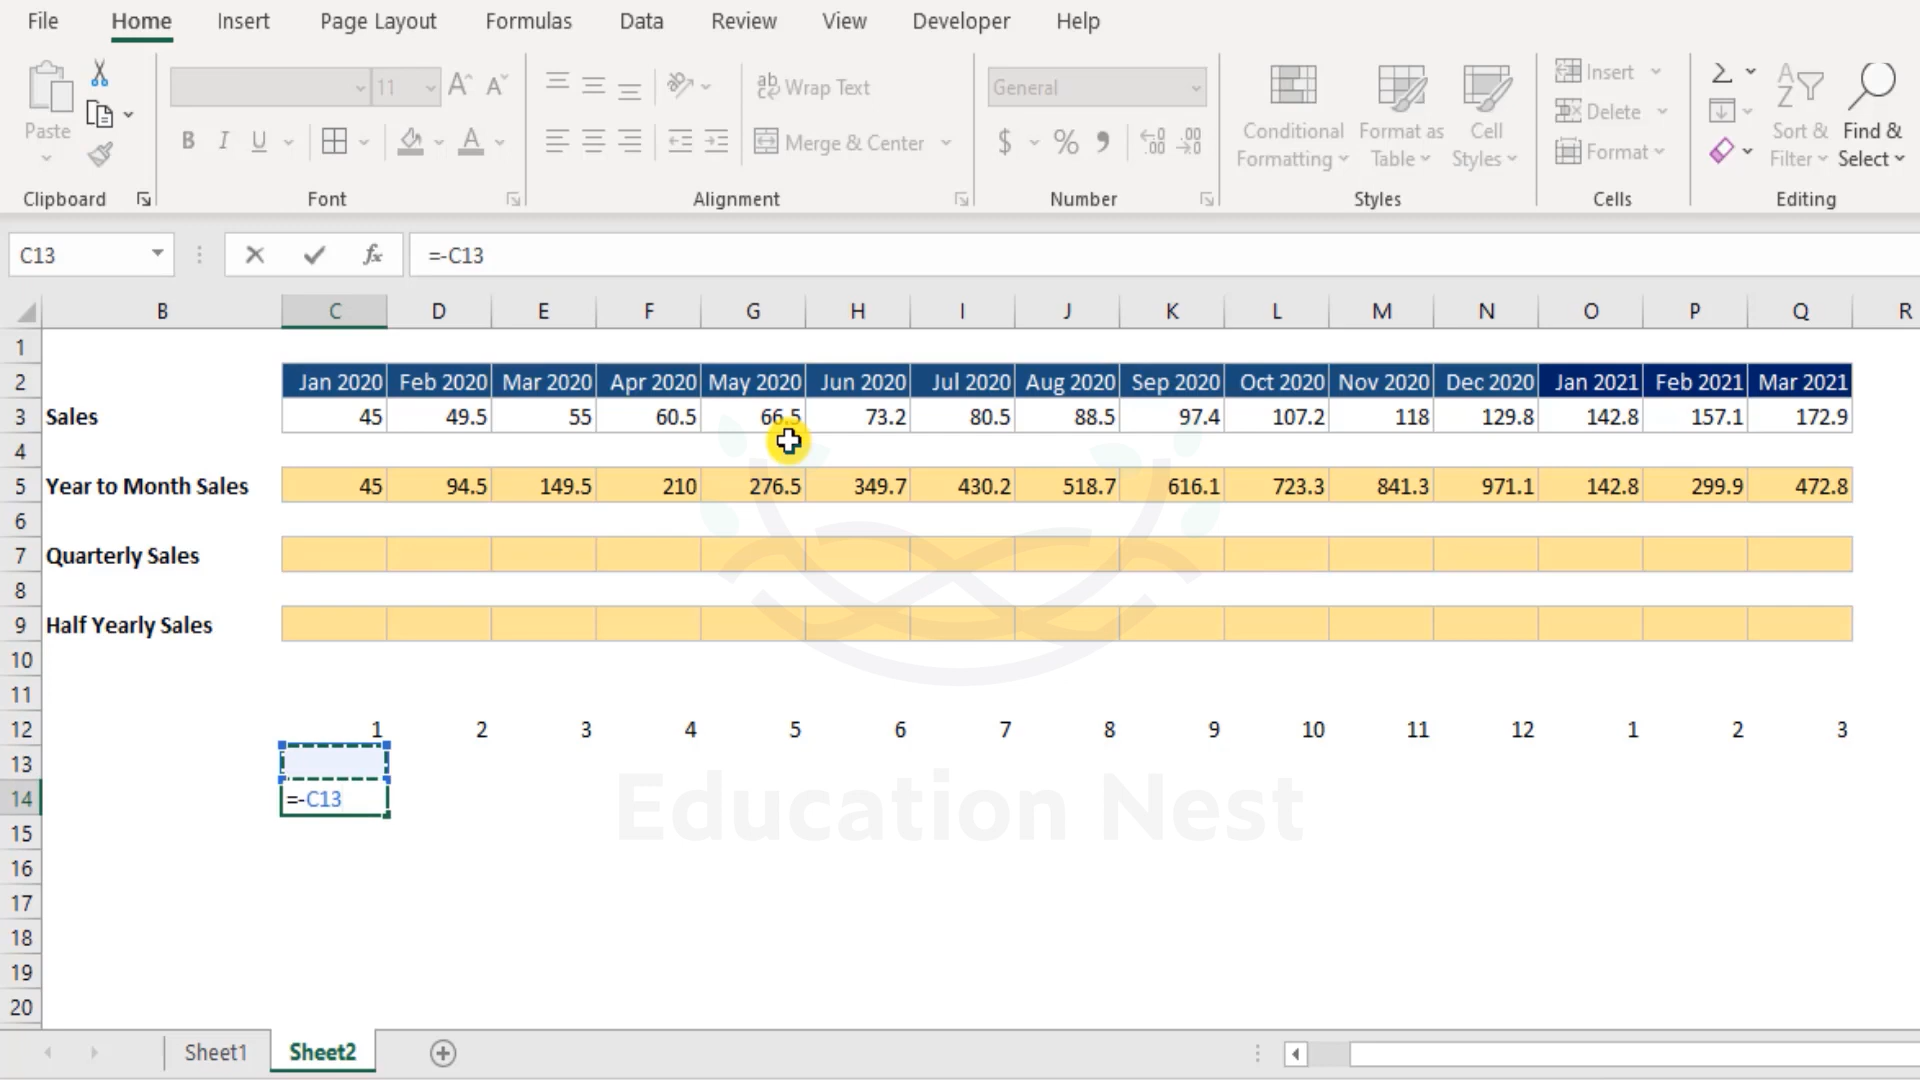 File Home Insert Page Layout Formulas Data Review View Developer Help
Paste
Clipboard
11
B I U
Font
Wrap Text
Merge & Center
Alignment
General
$ % ,
Number
Conditional Formatting
Format as Table
Cell Styles
Styles
Insert
Delete
Format
Cells
Sort & Filter
Find & Select
Editing
C13 fx =-C13
B C D E F G H I J K L M N O P Q R
1
2 Jan 2020 Feb 2020 Mar 2020 Apr 2020 May 2020 Jun 2020 Jul 2020 Aug 2020 Sep 2020 Oct 2020 Nov 2020 Dec 2020 Jan 2021 Feb 2021 Mar 2021
3 Sales 45 49.5 55 60.5 66.5 73.2 80.5 88.5 97.4 107.2 118 129.8 142.8 157.1 172.9
4
5 Year to Month Sales 45 94.5 149.5 210 276.5 349.7 430.2 518.7 616.1 723.3 841.3 971.1 142.8 299.9 472.8
6
7 Quarterly Sales
8
9 Half Yearly Sales
10
11
12 1 2 3 4 5 6 7 8 9 10 11 12 1 2 3
13
14 =-C13
Education Nest
15
16
17
18
19
20
Sheet1 Sheet2